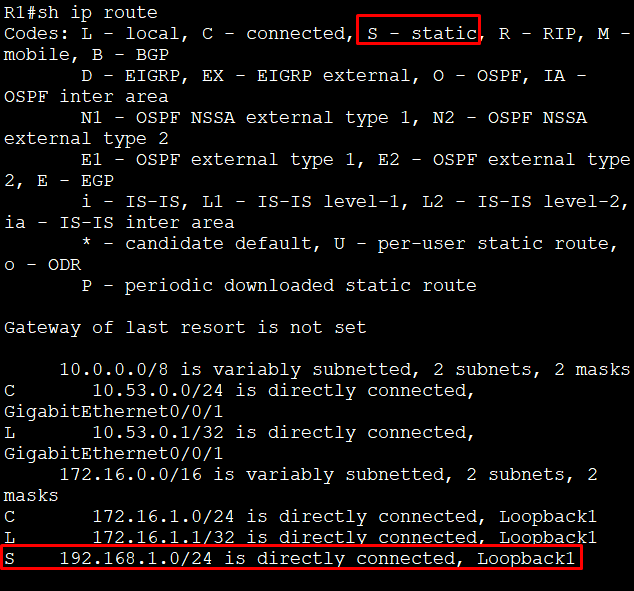 R1#sh ip route
Codes: L - local, C - connected, S - static, R - RIP, M -
mobile, B - BGP
D - EIGRP, EX - EIGRP external, O - OSPF, IA -
OSPF inter area
N1 - OSPF NSSA external type 1, N2 - OSPF NSSA
external type 2
E1 - OSPF external type 1, E2 - OSPF external type
2, E - EGP
i - IS-IS, L1 - IS-IS level-1, L2 - IS-IS level-2,
ia - IS-IS inter area
* - candidate default, U - per-user static route,
o - ODR
P - periodic downloaded static route
Gateway of last resort is not set
10.0.0.0/8 is variably subnetted, 2 subnets, 2 masks
C 10.53.0.0/24 is directly connected,
GigabitEthernet0/0/1
L 10.53.0.1/32 is directly connected,
GigabitEthernet0/0/1
172.16.0.0/16 is variably subnetted, 2 subnets, 2
masks
C 172.16.1.0/24 is directly connected, Loopback1
L 172.16.1.1/32 is directly connected, Loopback1
S 192.168.1.0/24 is directly connected, Loopback1